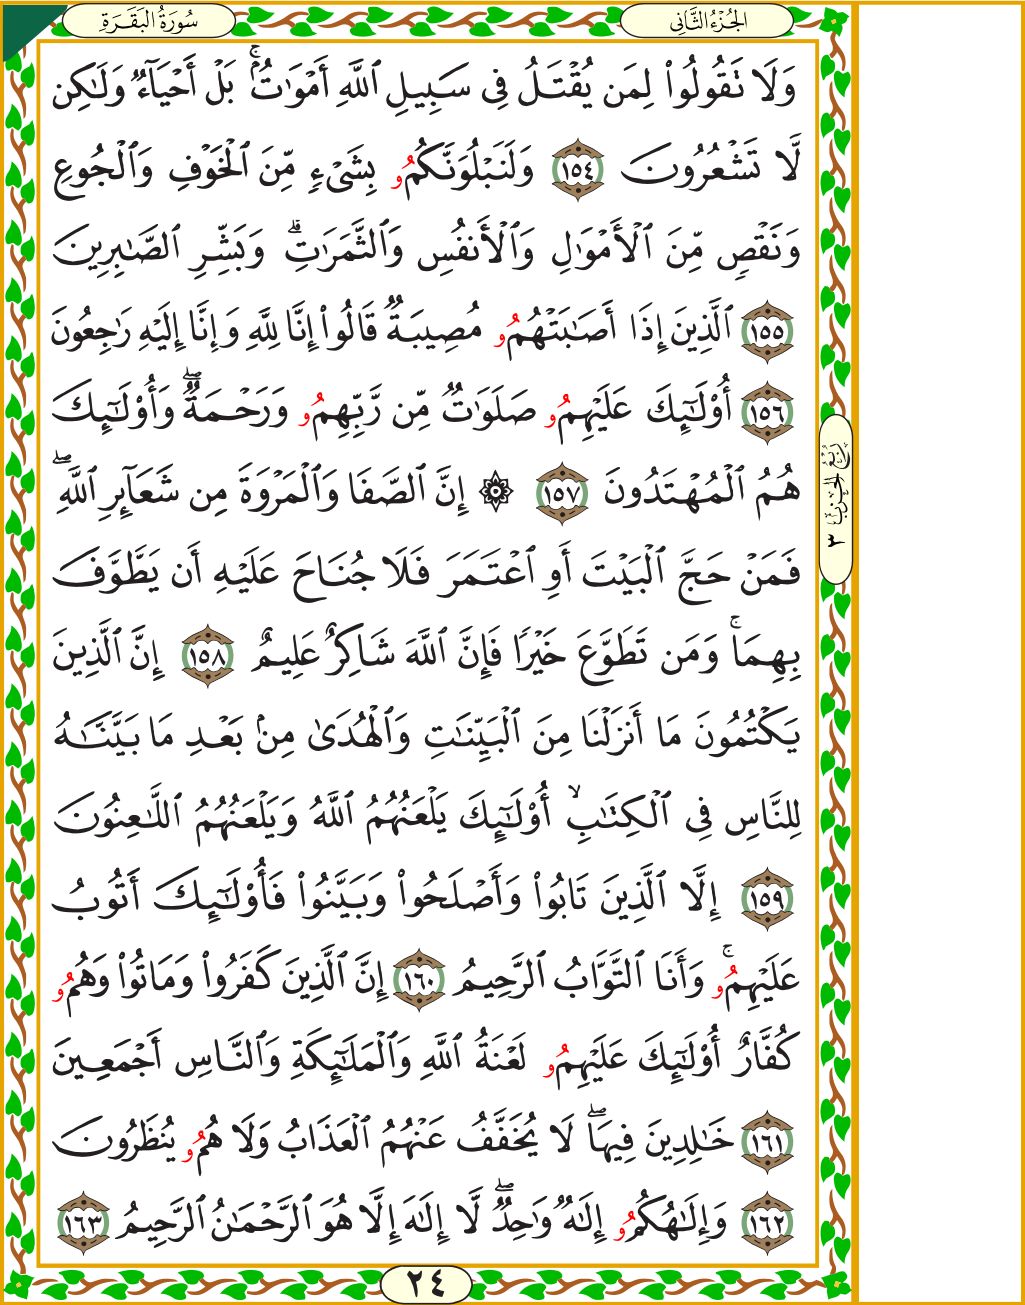 سُورَةُ البَقَرَةِ
الجُزْءُ الثَّانِي
وَلَا تَقُولُوا۟ لِمَن يُقْتَلُ فِى سَبِيلِ ٱللَّهِ أَمْوَٰتٌۢ ۚ بَلْ أَحْيَآءٌ وَلَٰكِن
لَّا تَشْعُرُونَ ١٥٤ وَلَنَبْلُوَنَّكُمُۥ بِشَىْءٍ مِّنَ ٱلْخَوْفِ وَٱلْجُوعِ
وَنَقْصٍ مِّنَ ٱلْأَمْوَٰلِ وَٱلْأَنفُسِ وَٱلثَّمَرَٰتِ ۗ وَبَشِّرِ ٱلصَّٰبِرِينَ
١٥٥ ٱلَّذِينَ إِذَا أَصَٰبَتْهُمُۥ مُصِيبَةٌ قَالُوا۟ إِنَّا لِلَّهِ وَإِنَّا إِلَيْهِ رَٰجِعُونَ
١٥٦ أُو۟لَٰٓئِكَ عَلَيْهِمُۥ صَلَوَٰتٌ مِّن رَّبِّهِمُۥ وَرَحْمَةٌ ۖ وَأُو۟لَٰٓئِكَ
هُمُ ٱلْمُهْتَدُونَ ١٥٧ ۞ إِنَّ ٱلصَّفَا وَٱلْمَرْوَةَ مِن شَعَآئِرِ ٱللَّهِ ۖ
فَمَنْ حَجَّ ٱلْبَيْتَ أَوِ ٱعْتَمَرَ فَلَا جُنَاحَ عَلَيْهِ أَن يَطَّوَّفَ
بِهِمَا ۚ وَمَن تَطَوَّعَ خَيْرًا فَإِنَّ ٱللَّهَ شَاكِرٌ عَلِيمٌ ١٥٨ إِنَّ ٱلَّذِينَ
يَكْتُمُونَ مَا أَنزَلْنَا مِنَ ٱلْبَيِّنَٰتِ وَٱلْهُدَىٰ مِنۢ بَعْدِ مَا بَيَّنَّٰهُ
لِلنَّاسِ فِى ٱلْكِتَٰبِ ۙ أُو۟لَٰٓئِكَ يَلْعَنُهُمُ ٱللَّهُ وَيَلْعَنُهُمُ ٱللَّٰعِنُونَ
١٥٩ إِلَّا ٱلَّذِينَ تَابُوا۟ وَأَصْلَحُوا۟ وَبَيَّنُوا۟ فَأُو۟لَٰٓئِكَ أَتُوبُ
عَلَيْهِمُۥ ۚ وَأَنَا ٱلتَّوَّابُ ٱلرَّحِيمُ ١٦٠ إِنَّ ٱلَّذِينَ كَفَرُوا۟ وَمَاتُوا۟ وَهُمُۥ
كُفَّارٌ أُو۟لَٰٓئِكَ عَلَيْهِمُۥ لَعْنَةُ ٱللَّهِ وَٱلْمَلَٰٓئِكَةِ وَٱلنَّاسِ أَجْمَعِينَ
١٦١ خَٰلِدِينَ فِيهَا ۖ لَا يُخَفَّفُ عَنْهُمُ ٱلْعَذَابُ وَلَا هُمُۥ يُنظَرُونَ
١٦٢ وَإِلَٰهُكُمُۥ إِلَٰهٌ وَٰحِدٌ ۖ لَّا إِلَٰهَ إِلَّا هُوَ ٱلرَّحْمَٰنُ ٱلرَّحِيمُ ١٦٣
رُبُعُ الحِزْبِ ٣
٢٤